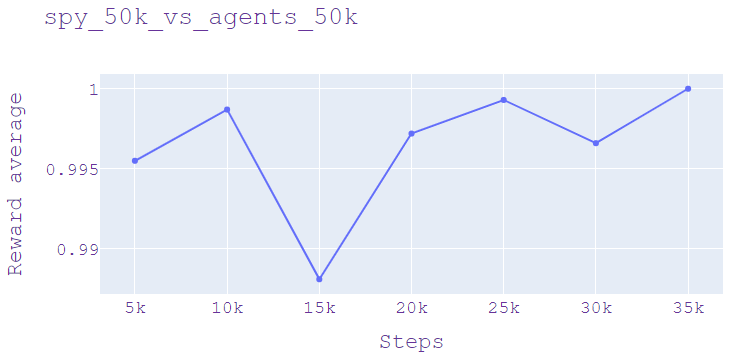 spy_50k_vs_agents_50k
Reward average
1
0.995
0.99
5k 10k 15k 20k 25k 30k 35k
Steps